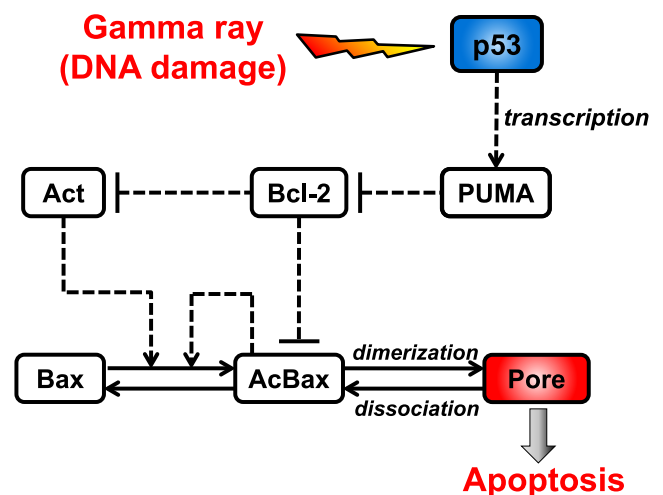 Gamma ray
(DNA damage)
p53
transcription
Act
Bcl-2
PUMA
Bax
AcBax
dimerization
dissociation
Pore
Apoptosis